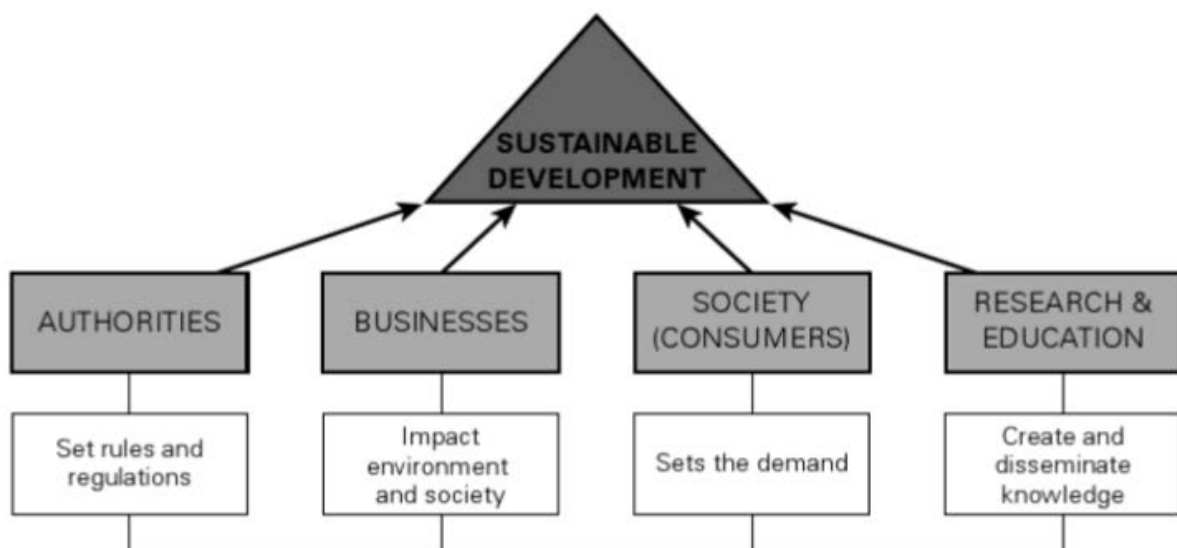 SUSTAINABLE
DEVELOPMENT
AUTHORITIES
BUSINESSES
SOCIETY
(CONSUMERS)
RESEARCH &
EDUCATION
Set rules and
regulations
Impact
environment
and society
Sets the demand
Create and
disseminate
knowledge